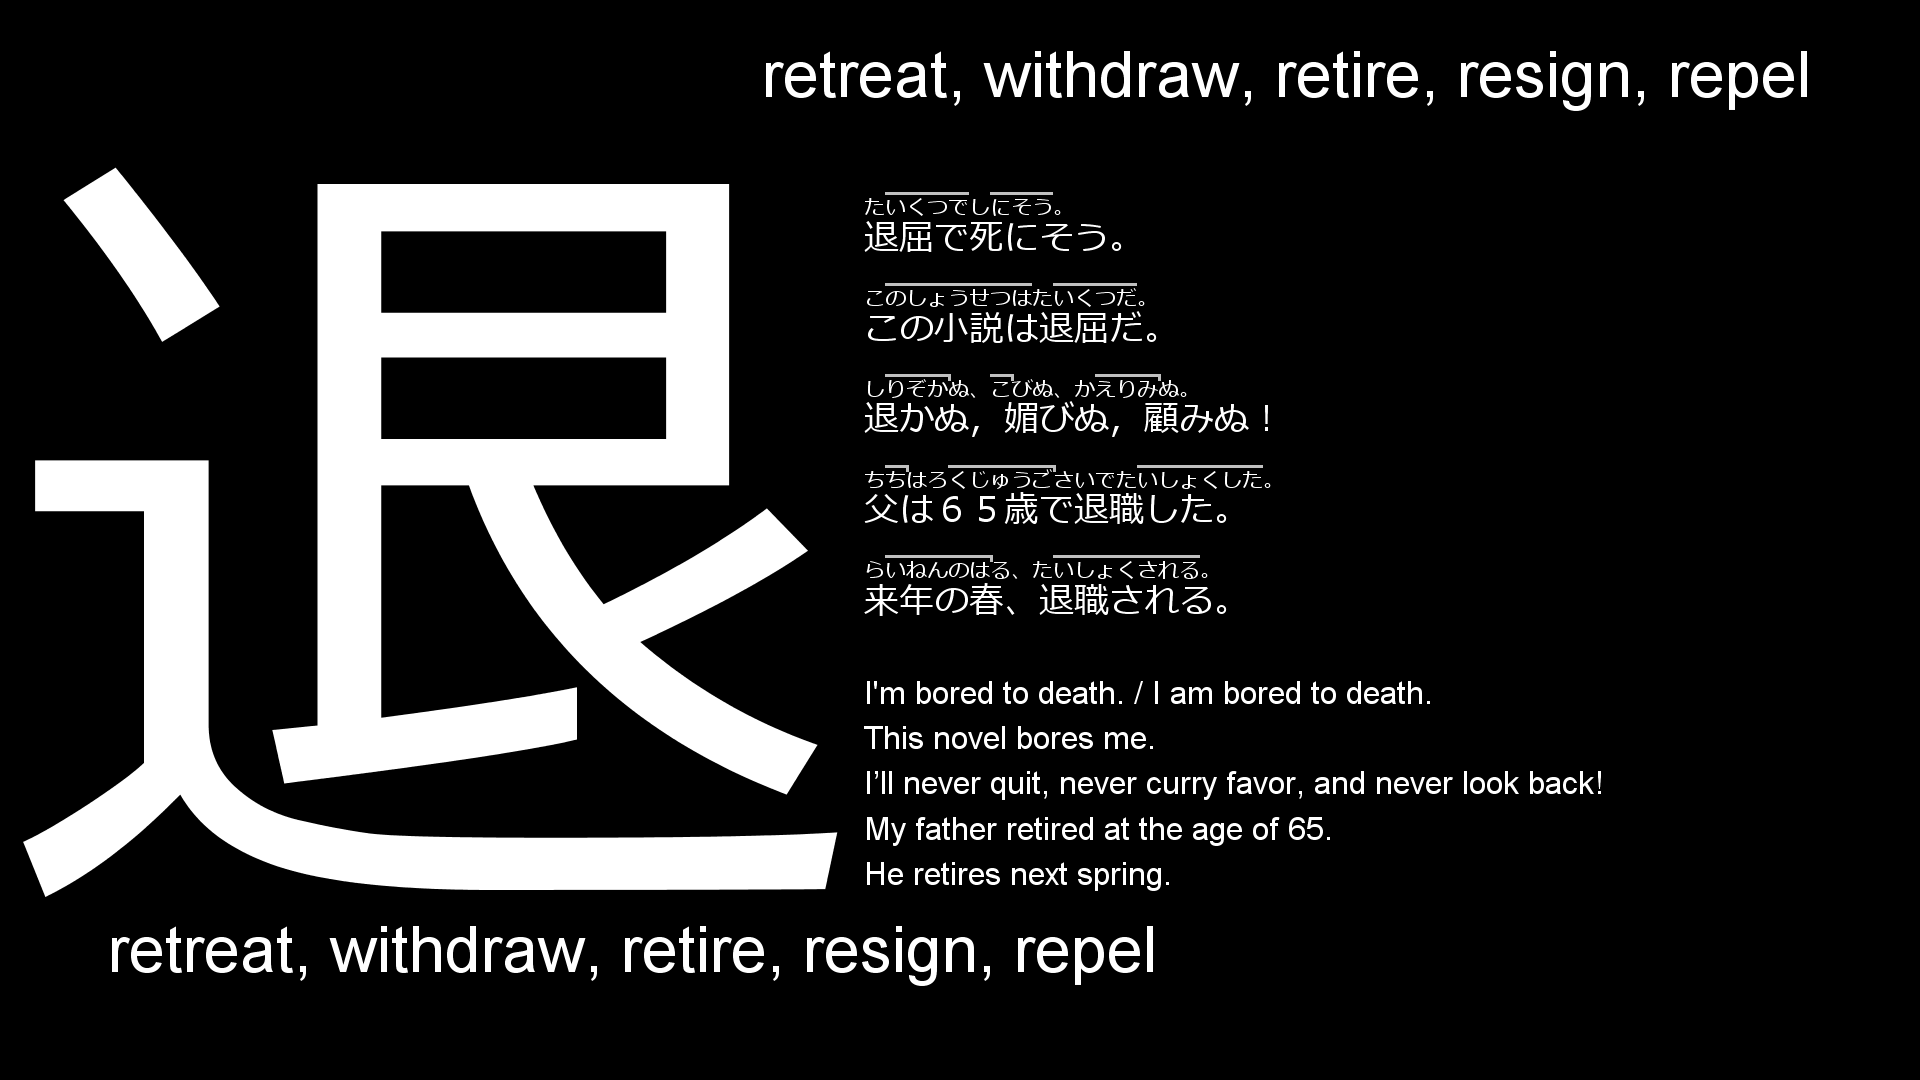 retreat, withdraw, retire, resign, repel
退
たいくつでしにそう。
退屈で死にそう。
このしょうせつはたいくつだ。
この小説は退屈だ。
しりぞかぬ、こびぬ、かえりみぬ。
退かぬ，媚びぬ，顧みぬ！
ちちはろくじゅうごさいでたいしょくした。
父は６５歳で退職した。
らいねんのはる、たいしょくされる。
来年の春、退職される。
I'm bored to death. / I am bored to death.
This novel bores me.
I’ll never quit, never curry favor, and never look back!
My father retired at the age of 65.
He retires next spring.
retreat, withdraw, retire, resign, repel